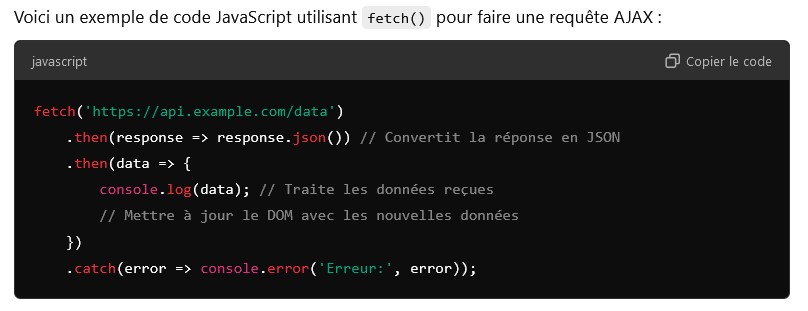 Voici un exemple de code JavaScript utilisant fetch() pour faire une requête AJAX :
javascript
Copier le code
fetch('https://api.example.com/data')
    .then(response => response.json()) // Convertit la réponse en JSON
    .then(data => {
        console.log(data); // Traite les données reçues
        // Mettre à jour le DOM avec les nouvelles données
    })
    .catch(error => console.error('Erreur:', error));